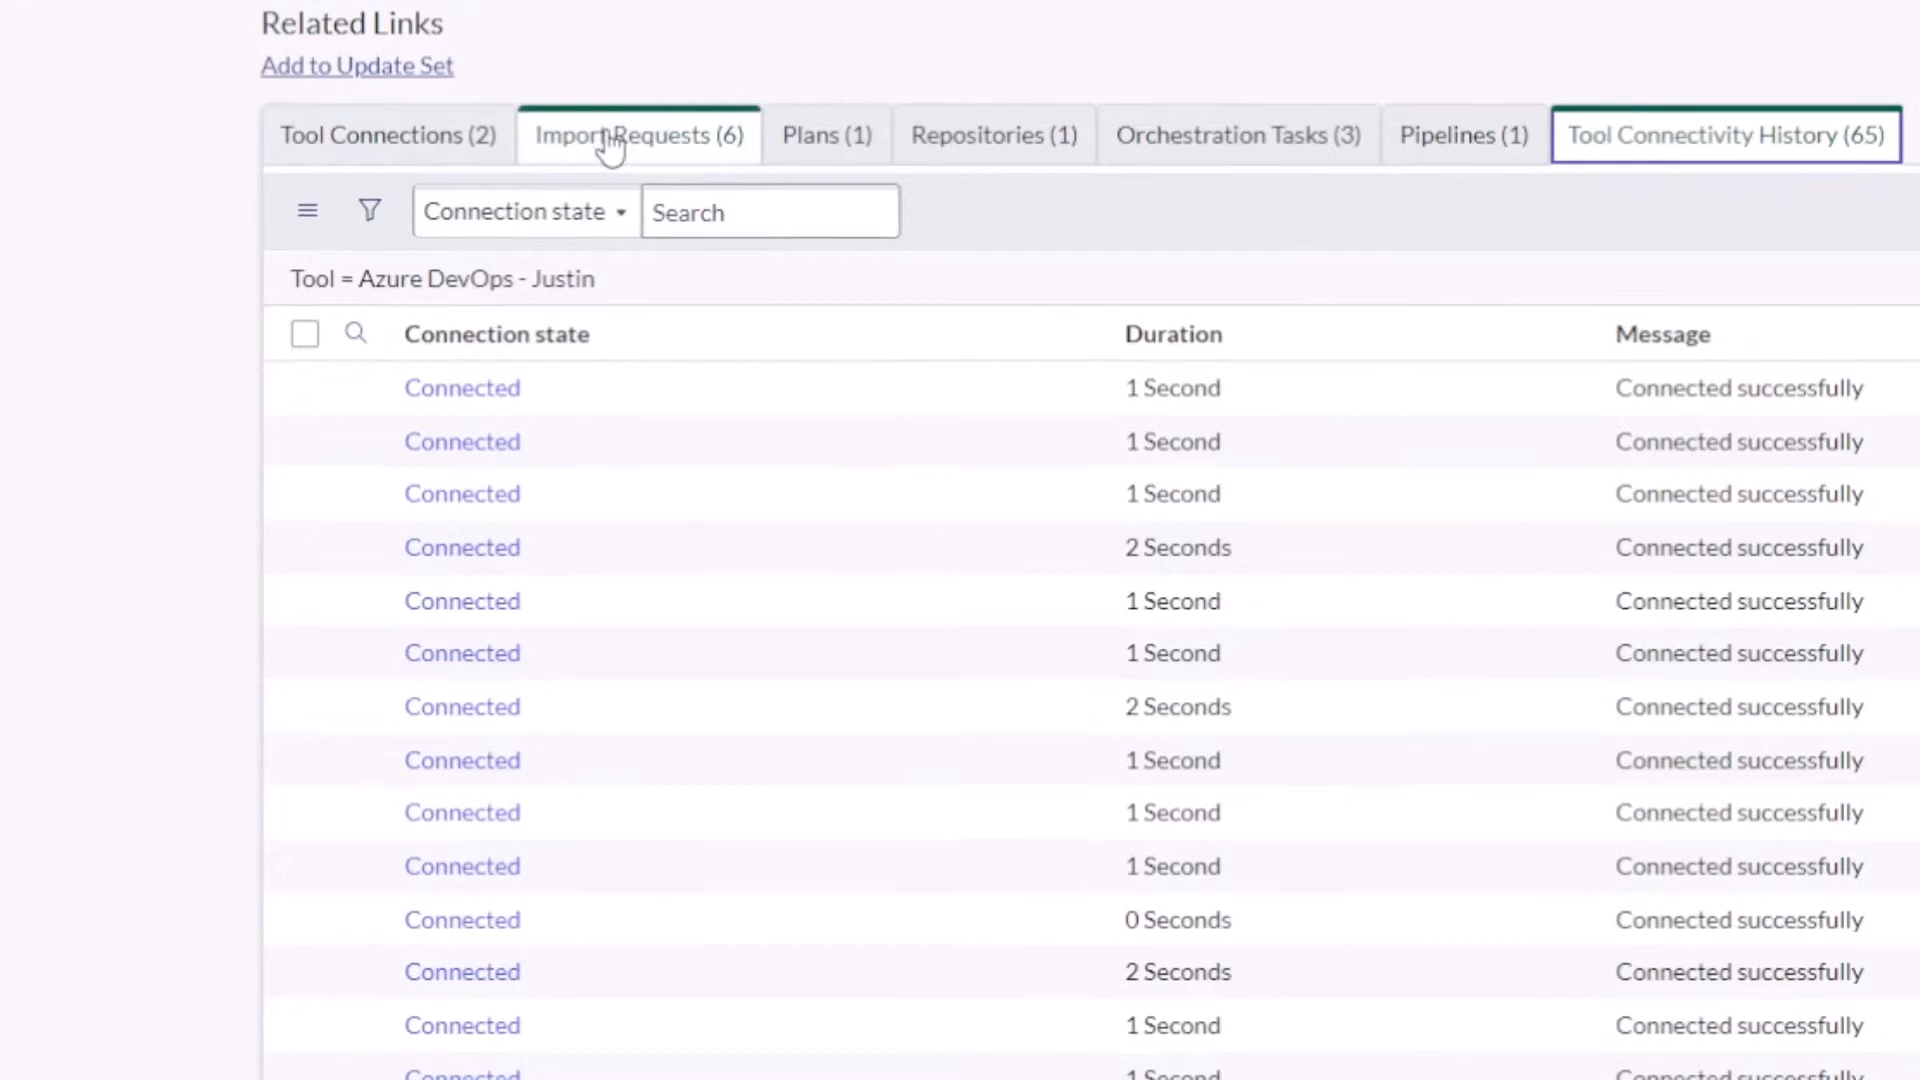 Related Links
Add to Update Set
Tool Connections (2) Import Requests (6) Plans (1) Repositories (1) Orchestration Tasks (3) Pipelines (1) Tool Connectivity History (65)
Connection state Search
Tool = Azure DevOps - Justin
Connection state Duration Message
Connected 1 Second Connected successfully
Connected 1 Second Connected successfully
Connected 1 Second Connected successfully
Connected 2 Seconds Connected successfully
Connected 1 Second Connected successfully
Connected 1 Second Connected successfully
Connected 2 Seconds Connected successfully
Connected 1 Second Connected successfully
Connected 1 Second Connected successfully
Connected 1 Second Connected successfully
Connected 0 Seconds Connected successfully
Connected 2 Seconds Connected successfully
Connected 1 Second Connected successfully
Connected 1 Second Connected successfully